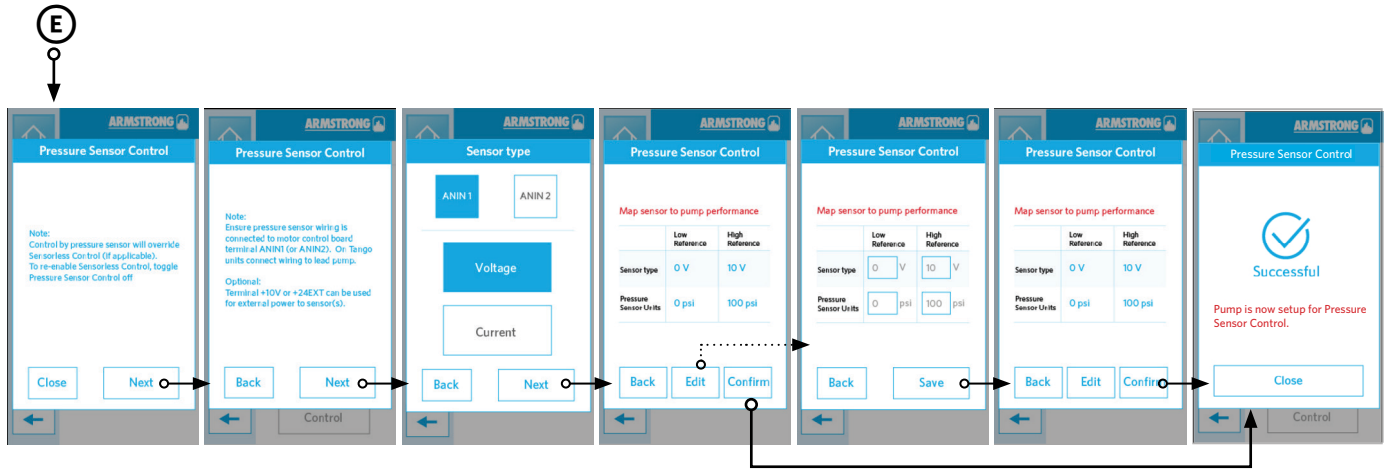 E
ARMSTRONG
Pressure Sensor Control
Note:
Control by pressure sensor will override
Sensorless Control (if applicable).
To re-enable Sensorless Control, toggle
Pressure Sensor Control off
Close
Next
ARMSTRONG
Pressure Sensor Control
Note:
Ensure pressure sensor wiring is
connected to motor control board
terminal ANIN1 (or ANIN2). On Tango
units connect wiring to lead pump.
Optional:
Terminal +10V or +24EXT can be used
for external power to sensor(s).
Back
Next
Control
ARMSTRONG
Sensor type
ANIN 1
ANIN 2
Voltage
Current
Back
Next
ARMSTRONG
Pressure Sensor Control
Map sensor to pump performance
Low
Reference
High
Reference
Sensor type
0 V
10 V
Pressure
Sensor Units
0 psi
100 psi
Back
Edit
Confirm
ARMSTRONG
Pressure Sensor Control
Map sensor to pump performance
Low
Reference
High
Reference
Sensor type
0 V
10 V
Pressure
Sensor Units
0 psi
100 psi
Back
Save
ARMSTRONG
Pressure Sensor Control
Map sensor to pump performance
Low
Reference
High
Reference
Sensor type
0 V
10 V
Pressure
Sensor Units
0 psi
100 psi
Back
Edit
Confirm
ARMSTRONG
Pressure Sensor Control
Successful
Pump is now setup for Pressure
Sensor Control.
Close
Control